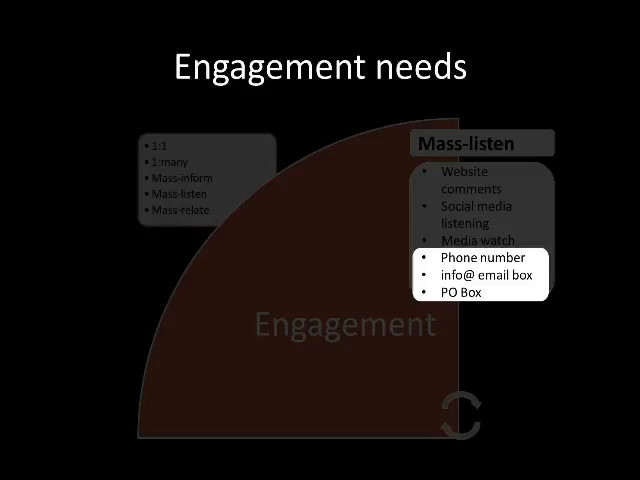 Engagement needs
• 1:1
• 1:many
• Mass-inform
• Mass-listen
• Mass-relate
Mass-listen
• Website
comments
• Social media
listening
• Media watch
• Phone number
• info@ email box
• PO Box
Engagement